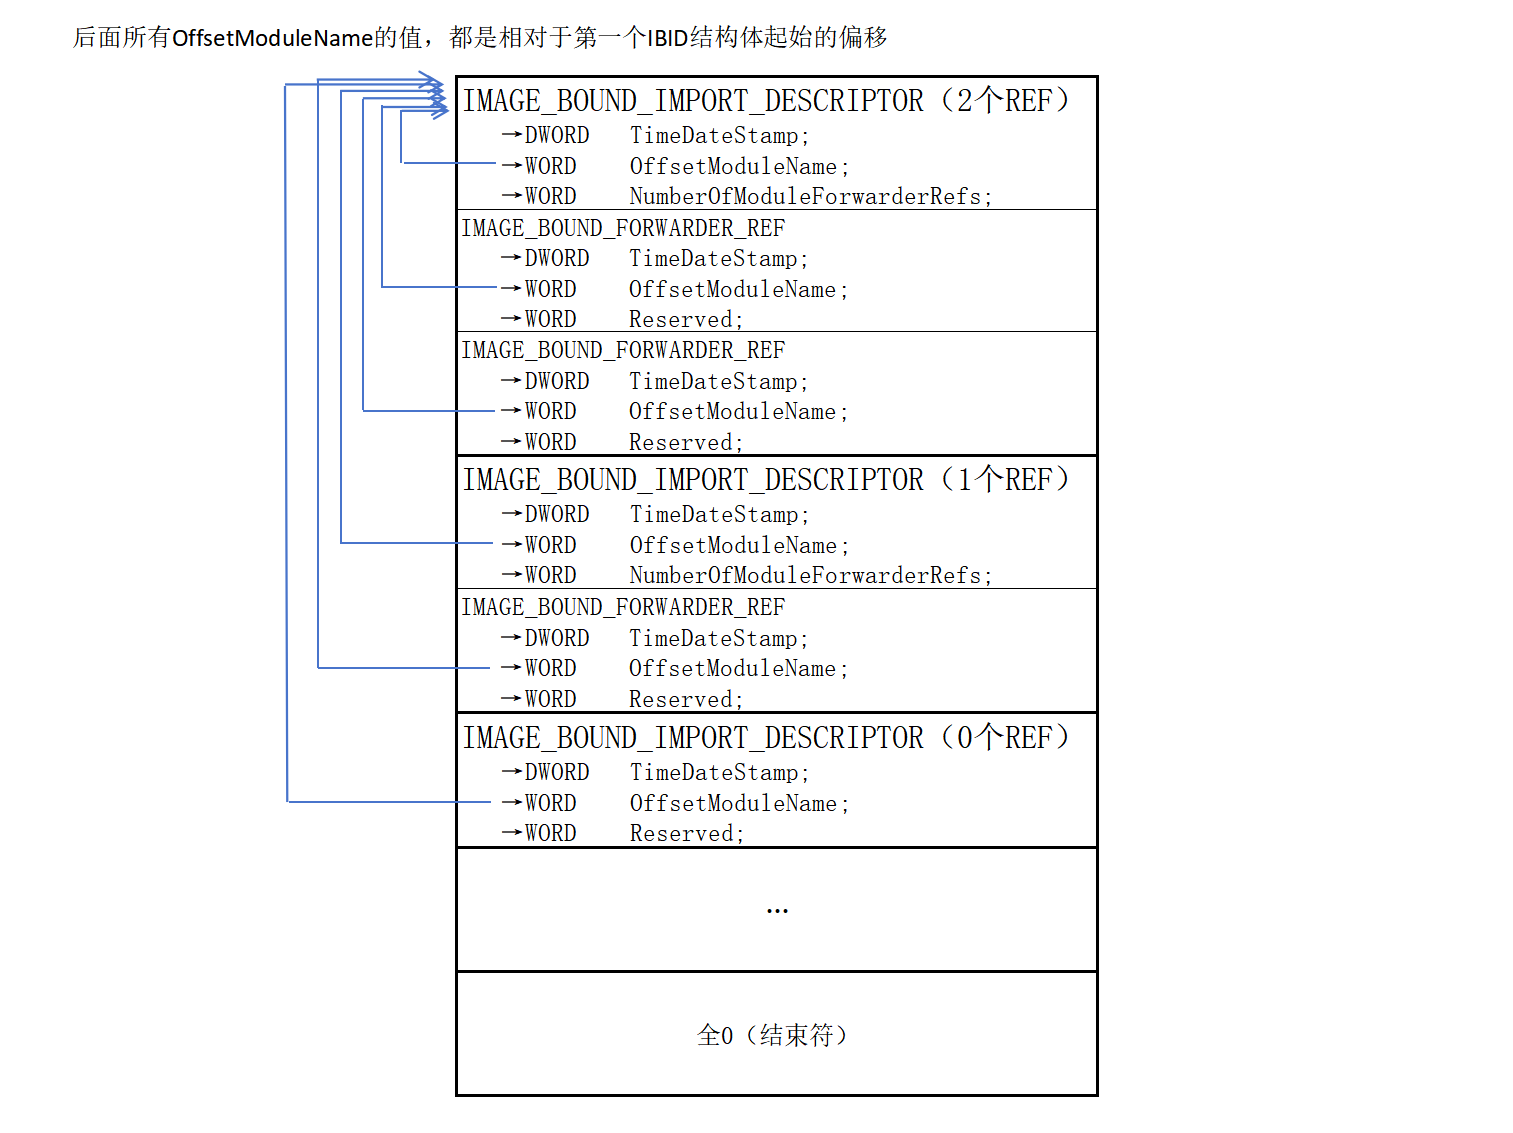 后面所有OffsetModuleName的值，都是相对于第一个IBID结构体起始的偏移
IMAGE_BOUND_IMPORT_DESCRIPTOR（2个REF）
→DWORD TimeDateStamp;
→WORD OffsetModuleName;
→WORD NumberOfModuleForwarderRefs;
IMAGE_BOUND_FORWARDER_REF
→DWORD TimeDateStamp;
→WORD OffsetModuleName;
→WORD Reserved;
IMAGE_BOUND_FORWARDER_REF
→DWORD TimeDateStamp;
→WORD OffsetModuleName;
→WORD Reserved;
IMAGE_BOUND_IMPORT_DESCRIPTOR（1个REF）
→DWORD TimeDateStamp;
→WORD OffsetModuleName;
→WORD NumberOfModuleForwarderRefs;
IMAGE_BOUND_FORWARDER_REF
→DWORD TimeDateStamp;
→WORD OffsetModuleName;
→WORD Reserved;
IMAGE_BOUND_IMPORT_DESCRIPTOR（0个REF）
→DWORD TimeDateStamp;
→WORD OffsetModuleName;
→WORD Reserved;
...
全0（结束符）